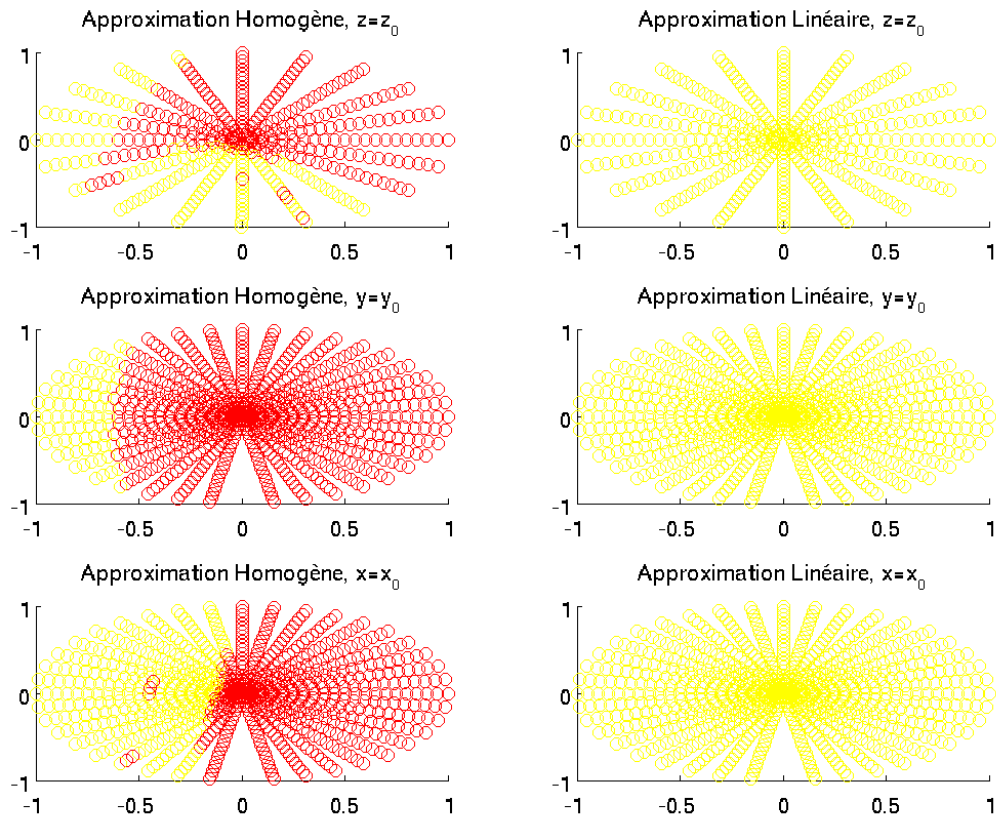 Approximation Homogène, z=z₀
Approximation Linéaire, z=z₀
1
0
-1
-1 -0.5 0 0.5 1
1
0
-1
-1 -0.5 0 0.5 1
Approximation Homogène, y=y₀
Approximation Linéaire, y=y₀
1
0
-1
-1 -0.5 0 0.5 1
1
0
-1
-1 -0.5 0 0.5 1
Approximation Homogène, x=x₀
Approximation Linéaire, x=x₀
1
0
-1
-1 -0.5 0 0.5 1
1
0
-1
-1 -0.5 0 0.5 1